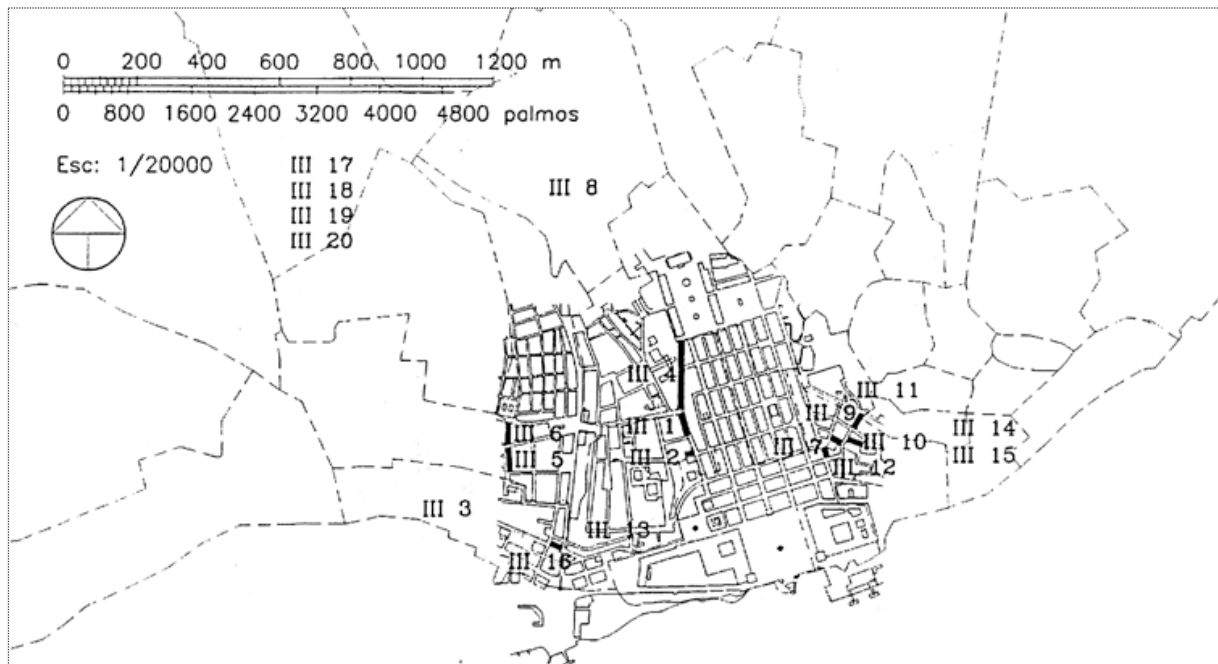 0 200 400 600 800 1000 1200 m
0 800 1600 2400 3200 4000 4800 palmos
Esc: 1/20000
III 17
III 18
III 19
III 20
III 8
III 4
III 11
III 9
III 6
III 1
III 14
III 10
III 5
III 2
III 7
III 15
III 12
III 3
III 13
III 16